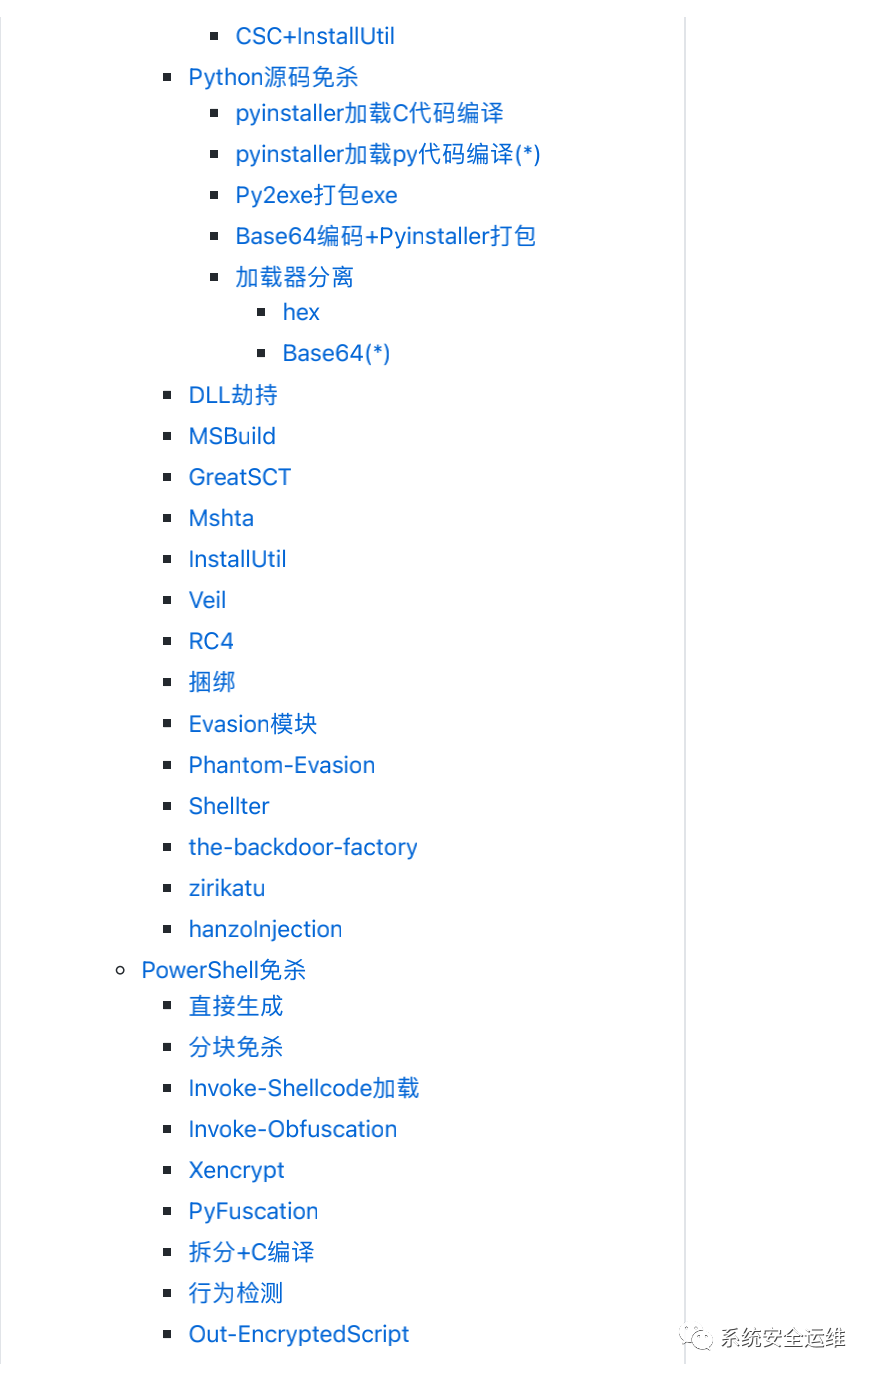 CSC+InstallUtil
Python源码免杀
pyinstaller加载C代码编译
pyinstaller加载py代码编译(*)
Py2exe打包exe
Base64编码+Pyinstaller打包
加载器分离
hex
Base64(*)
DLL劫持
MSBuild
GreatSCT
Mshta
InstallUtil
Veil
RC4
捆绑
Evasion模块
Phantom-Evasion
Shellter
the-backdoor-factory
zirikatu
hanzoInjection
PowerShell免杀
直接生成
分块免杀
Invoke-Shellcode加载
Invoke-Obfuscation
Xencrypt
PyFuscation
拆分+C编译
行为检测
Out-EncryptedScript
系统安全运维